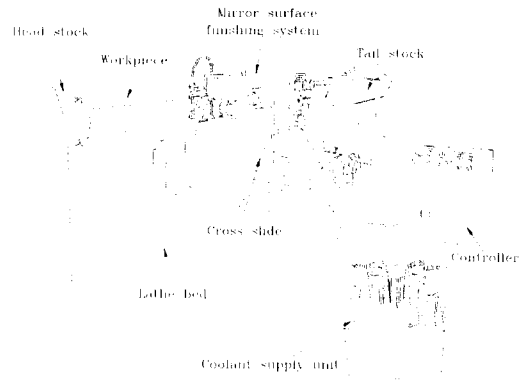 Mirror surface
finishing system
Head stock
Workpiece
Tail stock
Cross slide
Controller
Lathe bed
Coolant supply unit